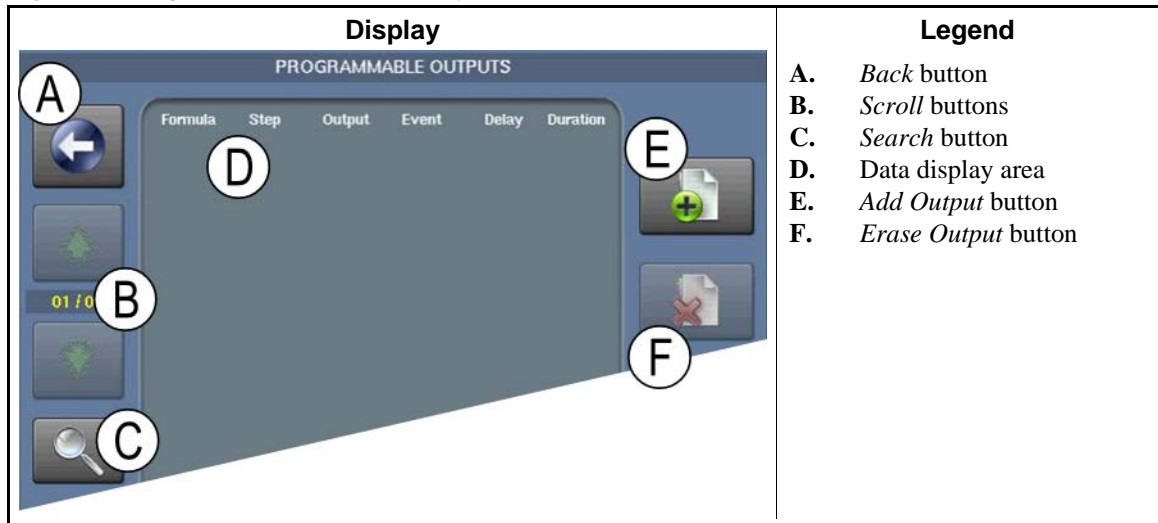 Display
Legend
PROGRAMMABLE OUTPUTS
A
Formula Step Output Event Delay Duration
D
E
01 / 0
B
F
C
A. Back button
B. Scroll buttons
C. Search button
D. Data display area
E. Add Output button
F. Erase Output button